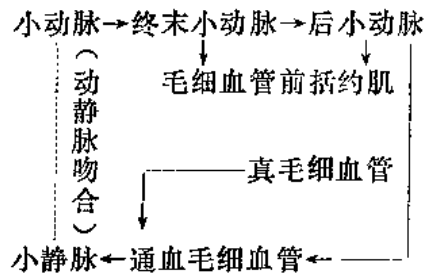 小动脉→终末小动脉→后小动脉
(动静脉吻合)
毛细血管前括约肌
真毛细血管
小静脉←通血毛细血管←